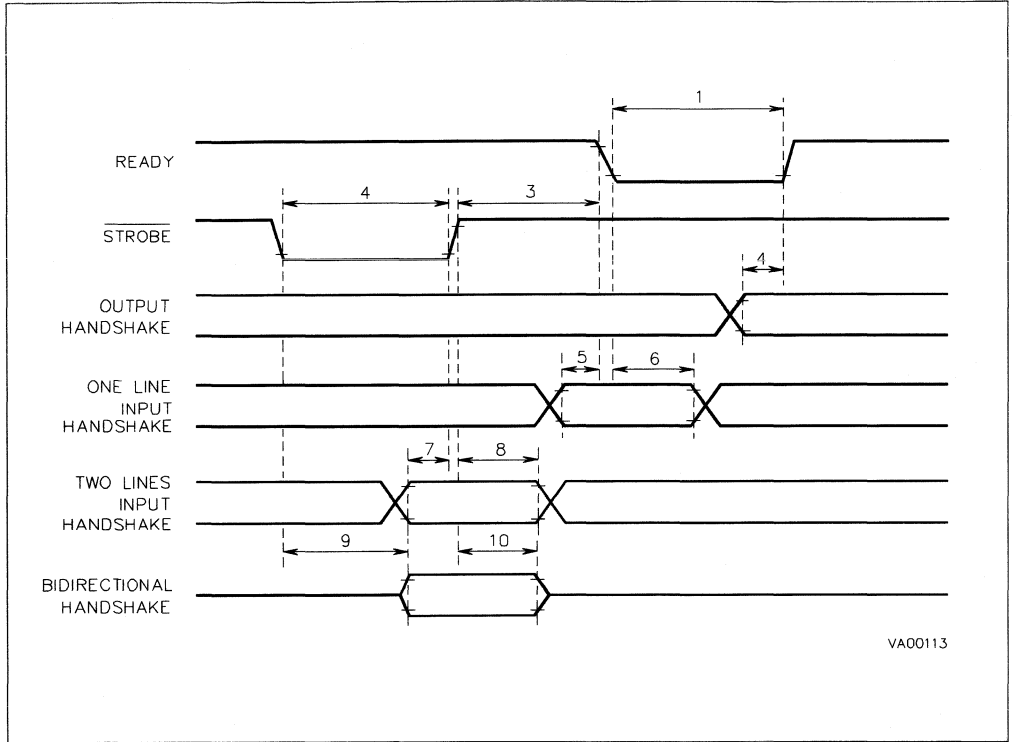 1
READY
4
3
STROBE
4
OUTPUT
HANDSHAKE
5
6
ONE LINE
INPUT
HANDSHAKE
7
8
TWO LINES
INPUT
HANDSHAKE
9
10
BIDIRECTIONAL
HANDSHAKE
VA00113